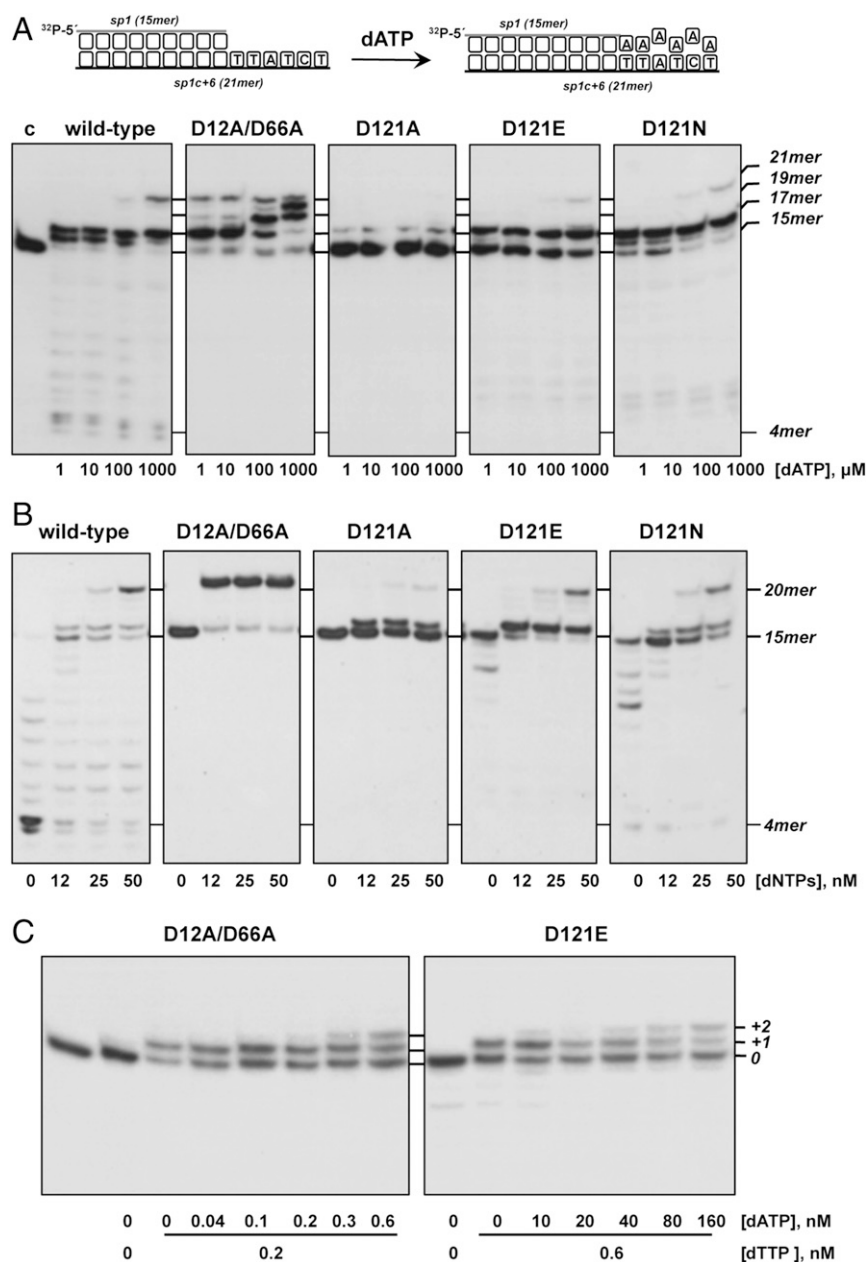 A
³²P-5´ sp1 (15mer)
T T A T C T
sp1c+6 (21mer)
dATP
³²P-5´ sp1 (15mer)
A A A A A A
T T A T C T
sp1c+6 (21mer)
c wild-type D12A/D66A D121A D121E D121N
21mer
19mer
17mer
15mer
4mer
1 10 100 1000 1 10 100 1000 1 10 100 1000 1 10 100 1000 1 10 100 1000 [dATP], µM
B
wild-type D12A/D66A D121A D121E D121N
20mer
15mer
4mer
0 12 25 50 0 12 25 50 0 12 25 50 0 12 25 50 0 12 25 50 [dNTPs], nM
C
D12A/D66A D121E
+2
+1
0
0 0 0.04 0.1 0.2 0.3 0.6 0 0 10 20 40 80 160 [dATP], nM
0 0.2 0 0.6 [dTTP ], nM